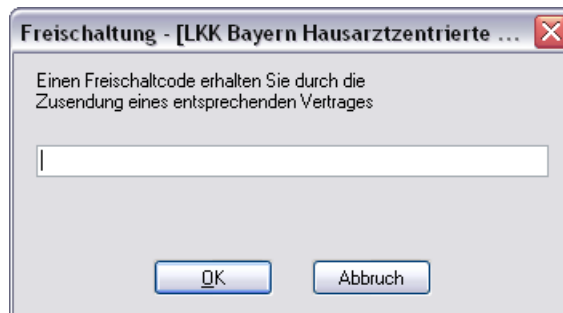 Freischaltung - [LKK Bayern Hausarztzentrierte ...
Einen Freischaltcode erhalten Sie durch die
Zusendung eines entsprechenden Vertrages
OK
Abbruch